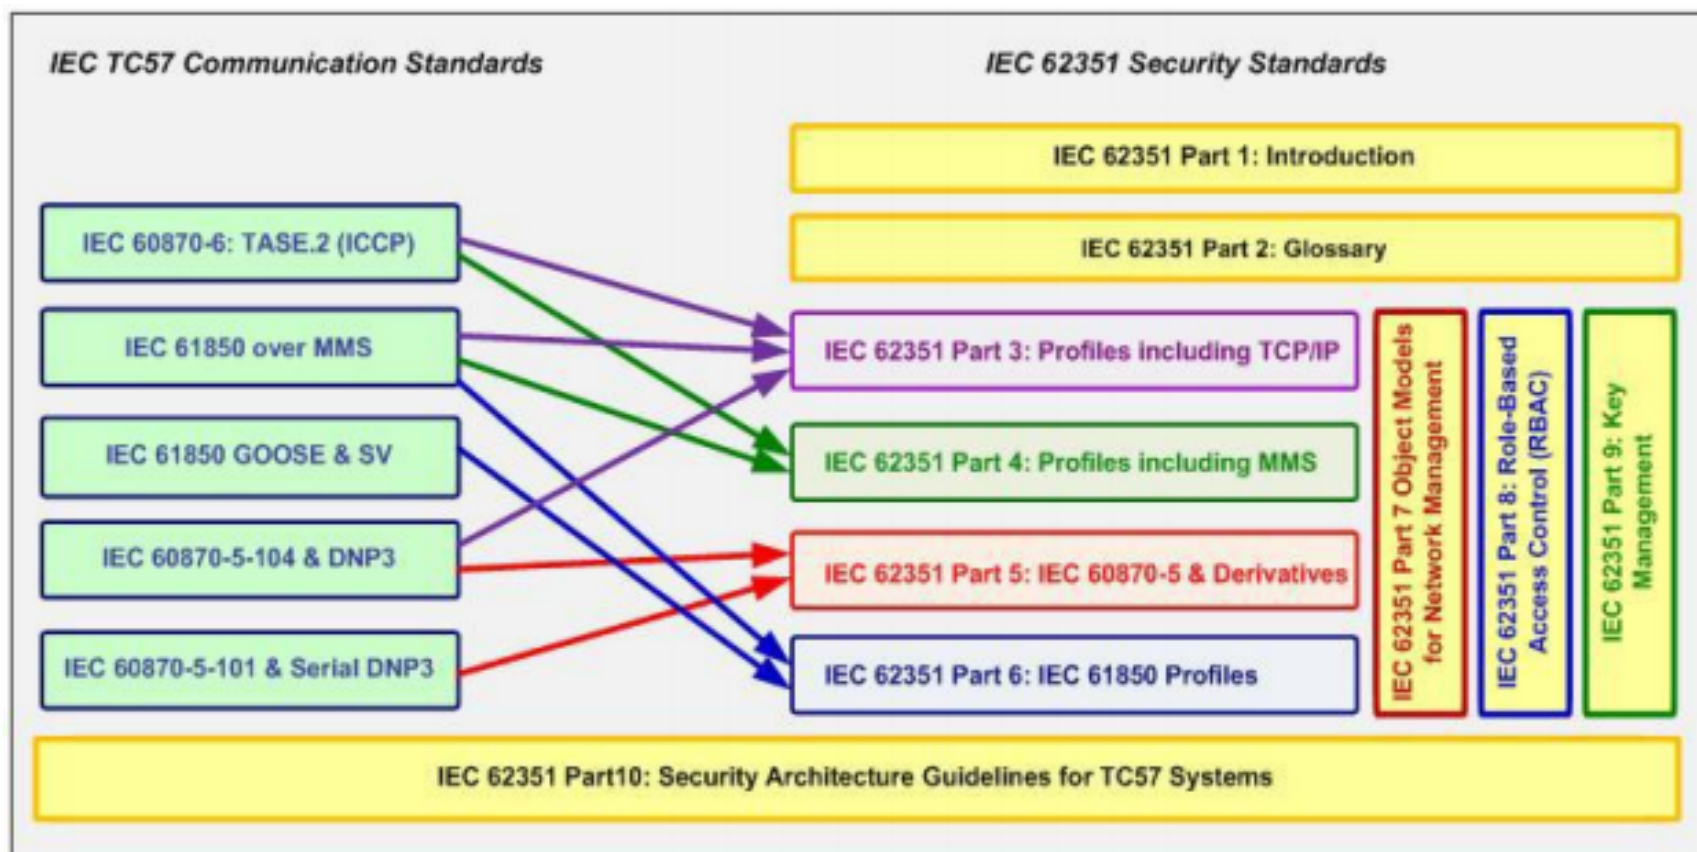 IEC TC57 Communication Standards
IEC 62351 Security Standards
IEC 62351 Part 1: Introduction
IEC 62351 Part 2: Glossary
IEC 60870-6: TASE.2 (ICCP)
IEC 61850 over MMS
IEC 61850 GOOSE & SV
IEC 60870-5-104 & DNP3
IEC 60870-5-101 & Serial DNP3
IEC 62351 Part 3: Profiles including TCP/IP
IEC 62351 Part 4: Profiles including MMS
IEC 62351 Part 5: IEC 60870-5 & Derivatives
IEC 62351 Part 6: IEC 61850 Profiles
IEC 62351 Part 7 Object Models
for Network Management
IEC 62351 Part 8: Role-Based
Access Control (RBAC)
IEC 62351 Part 9: Key
Management
IEC 62351 Part10: Security Architecture Guidelines for TC57 Systems